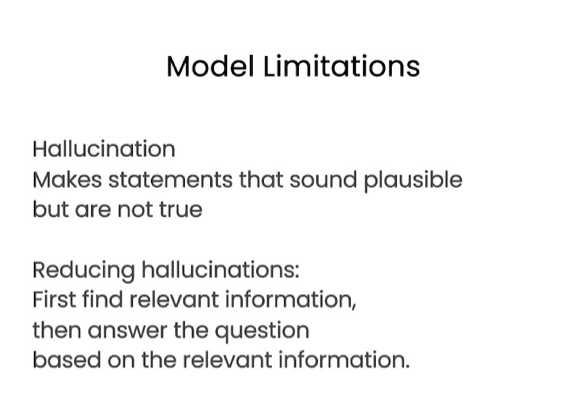 Model Limitations
Hallucination
Makes statements that sound plausible
but are not true
Reducing hallucinations:
First find relevant information,
then answer the question
based on the relevant information.